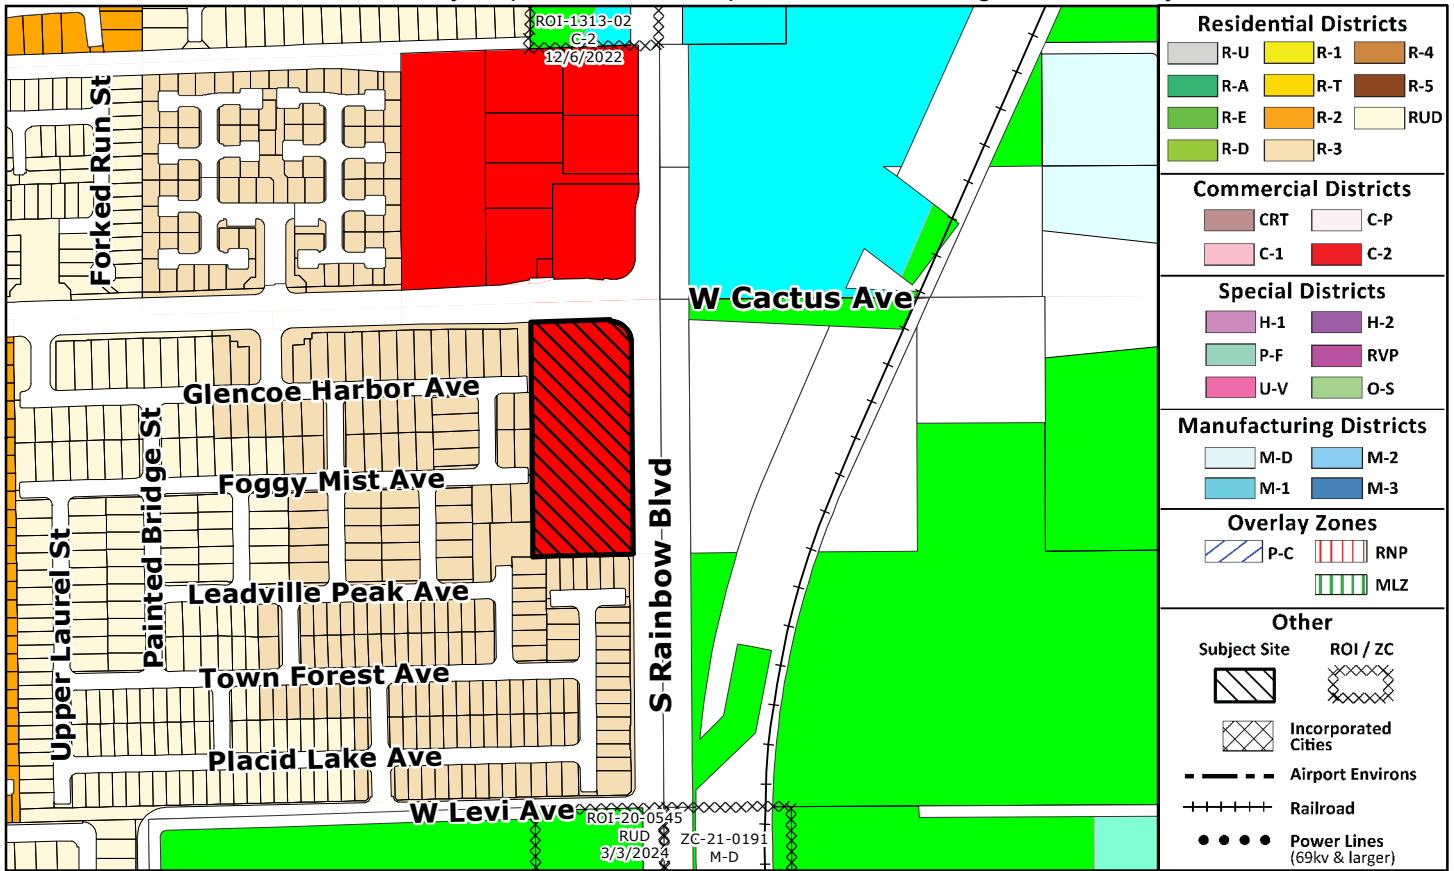 ROI-1313-02
C-2
12/6/2022
Forked Run St
W Cactus Ave
Glencoe Harbor Ave
Painted Bridge St
Foggy Mist Ave
S Rainbow Blvd
Upper Laurel St
Leadville Peak Ave
Town Forest Ave
Placid Lake Ave
W Levi Ave
ROI-20-0545
RUD
3/3/2024
ZC-21-0191
M-D
Residential Districts
R-U R-1 R-4
R-A R-T R-5
R-E R-2 RUD
R-D R-3
Commercial Districts
CRT C-P
C-1 C-2
Special Districts
H-1 H-2
P-F RVP
U-V O-S
Manufacturing Districts
M-D M-2
M-1 M-3
Overlay Zones
P-C RNP
MLZ
Other
Subject Site ROI / ZC
Incorporated
Cities
Airport Environs
Railroad
Power Lines
(69kv & larger)